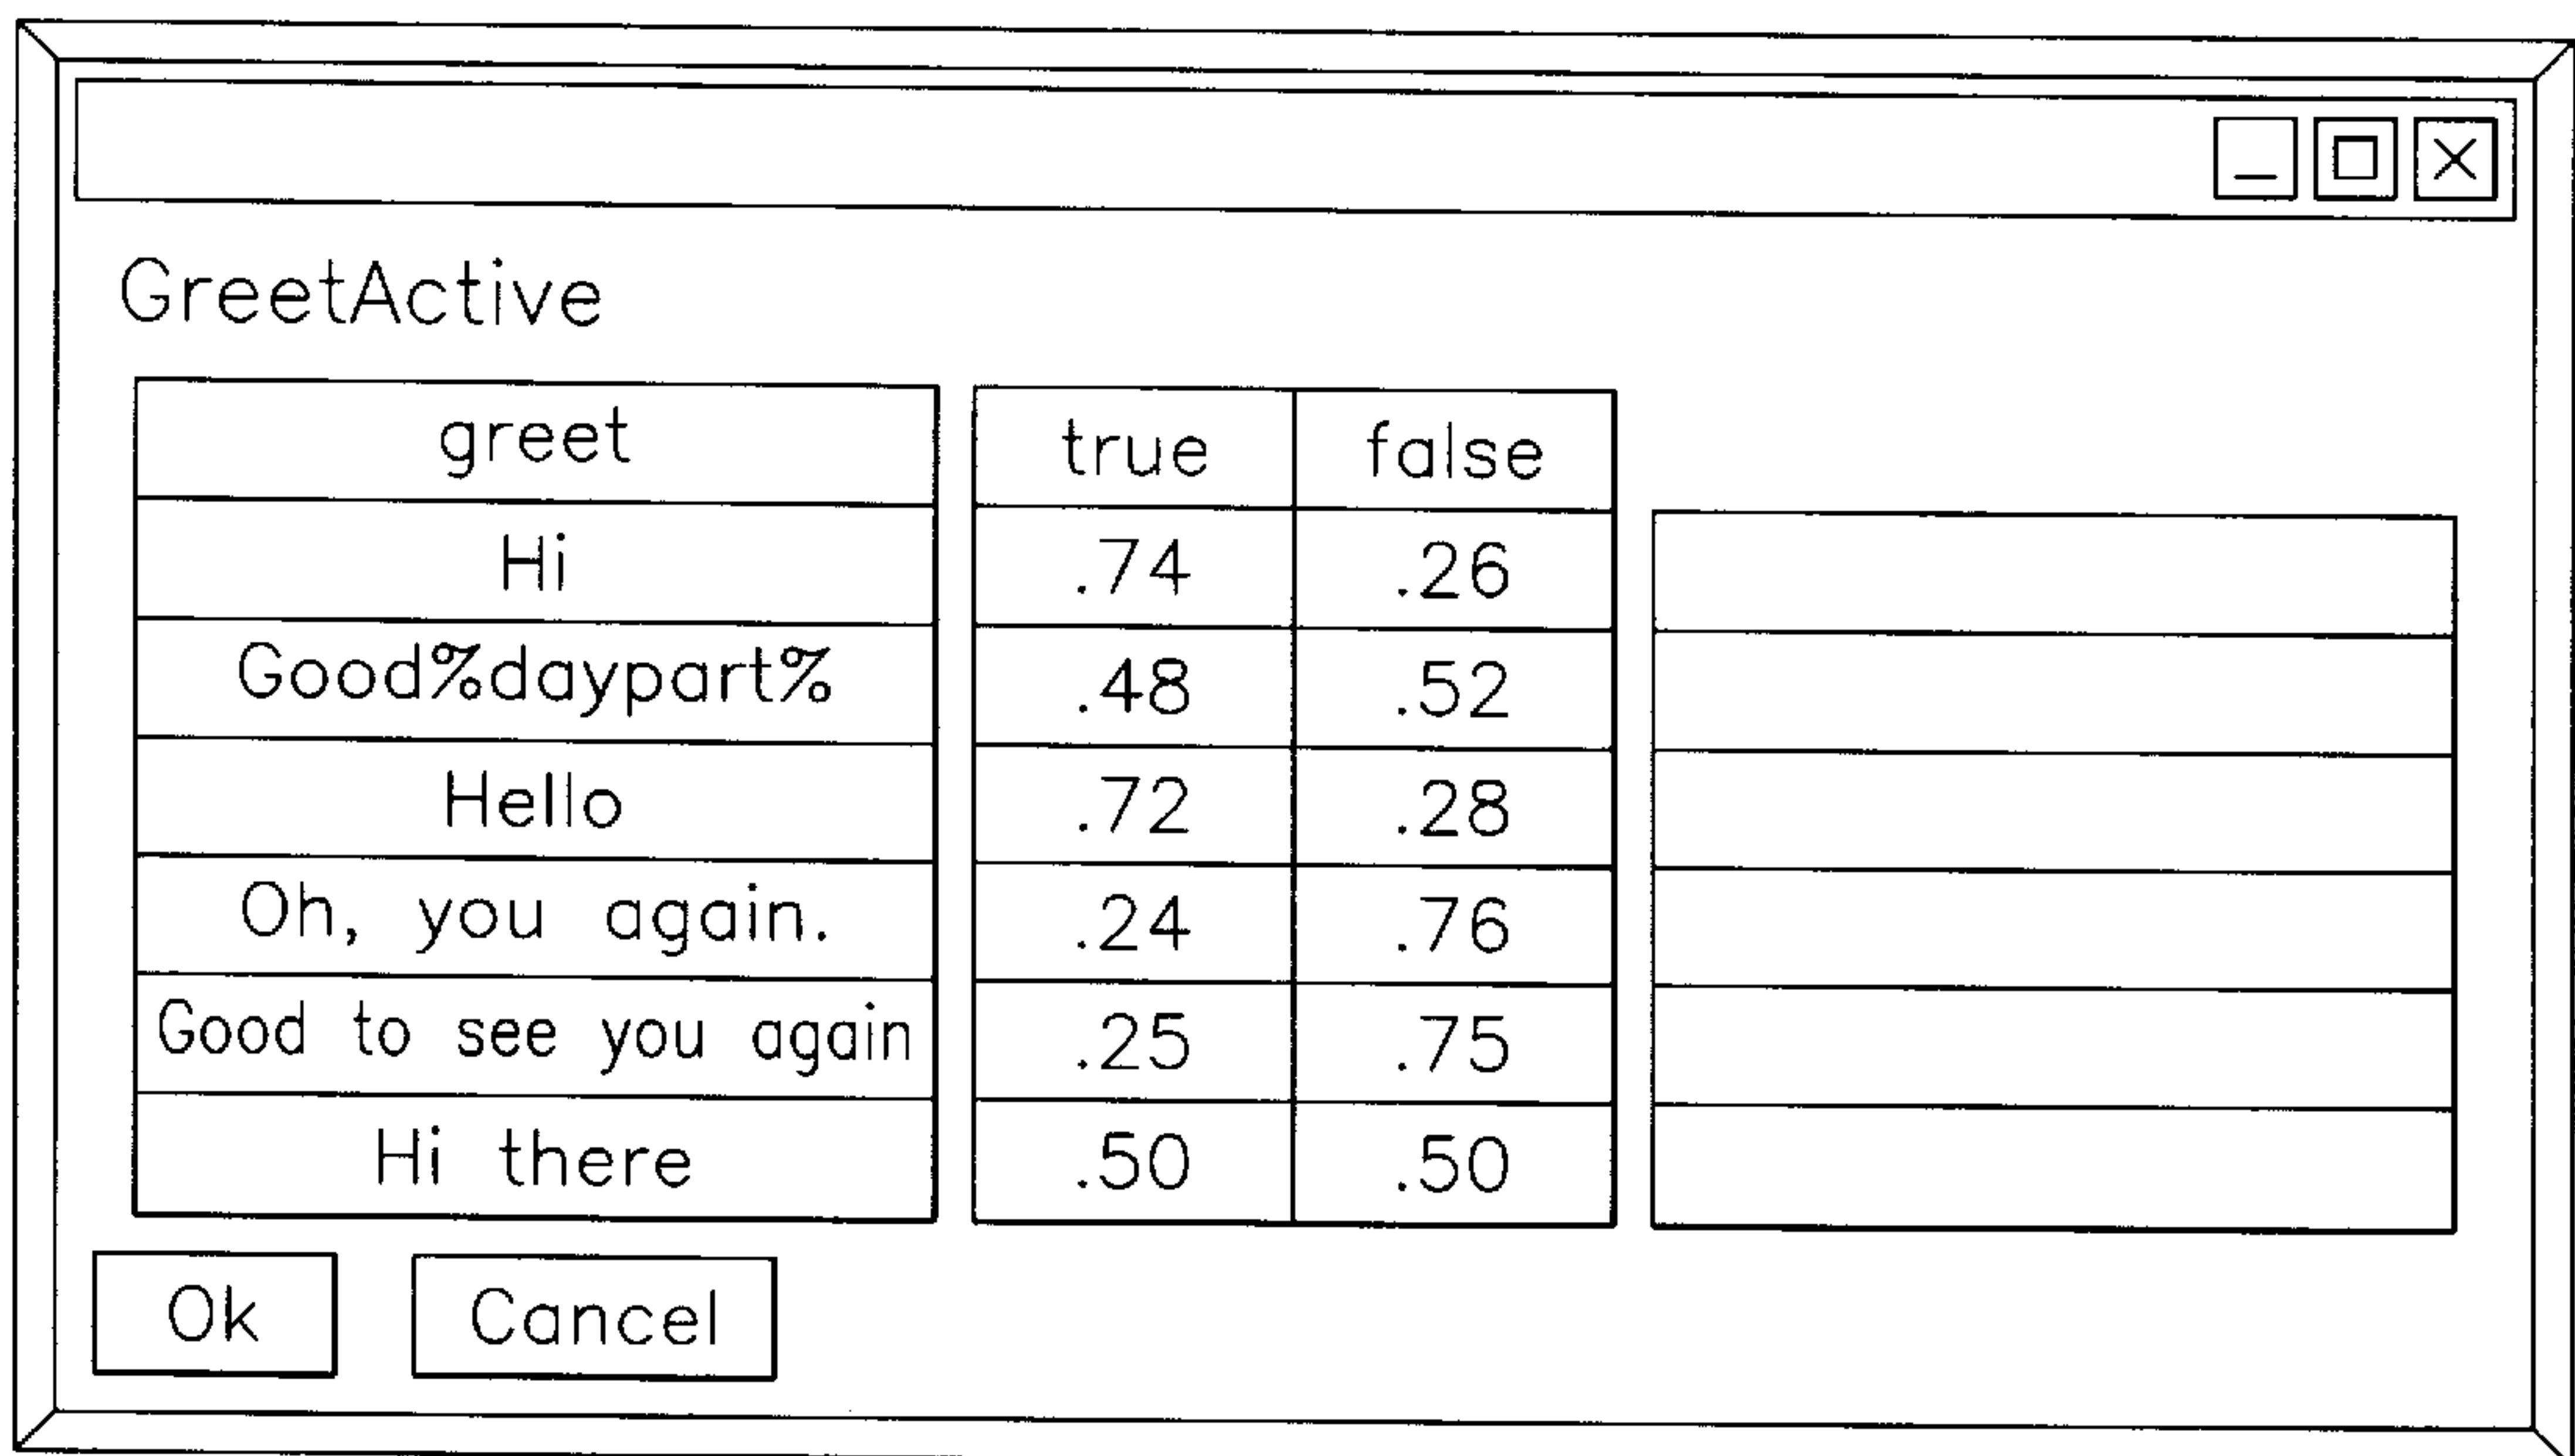 GreetActive
greet true false
Hi .74 .26
Good%daypart% .48 .52
Hello .72 .28
Oh, you again. .24 .76
Good to see you again .25 .75
Hi there .50 .50
Ok Cancel